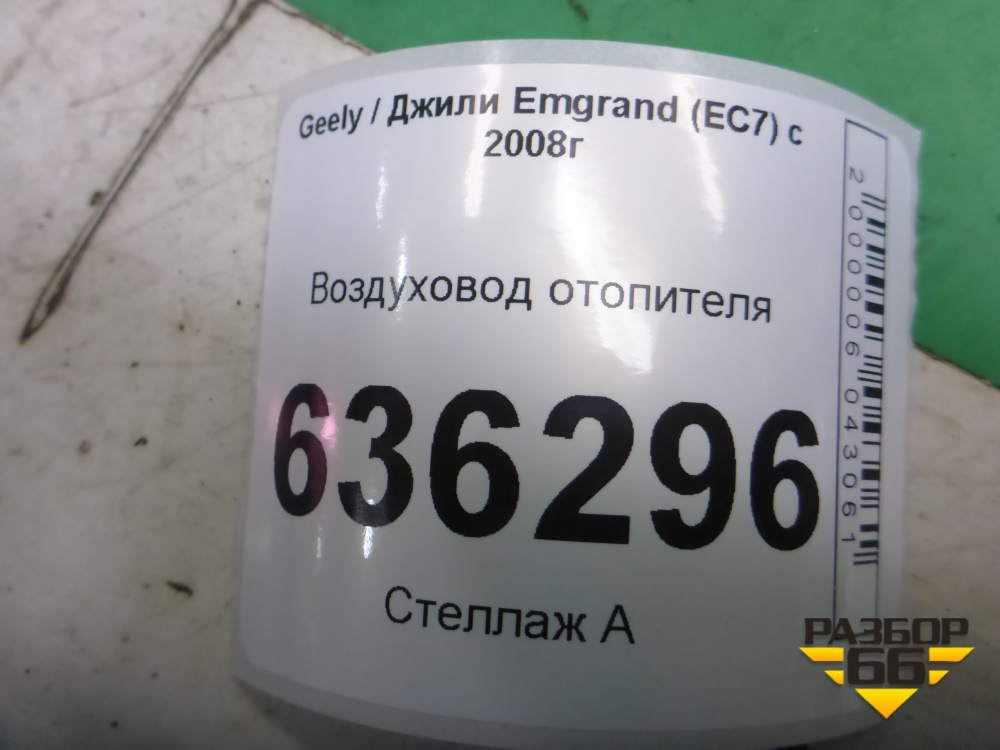 Geely / Джили Emgrand (EC7) с
2008г
Воздуховод отопителя
636296
Стеллаж А
2000006043061
РАЗБОР
66